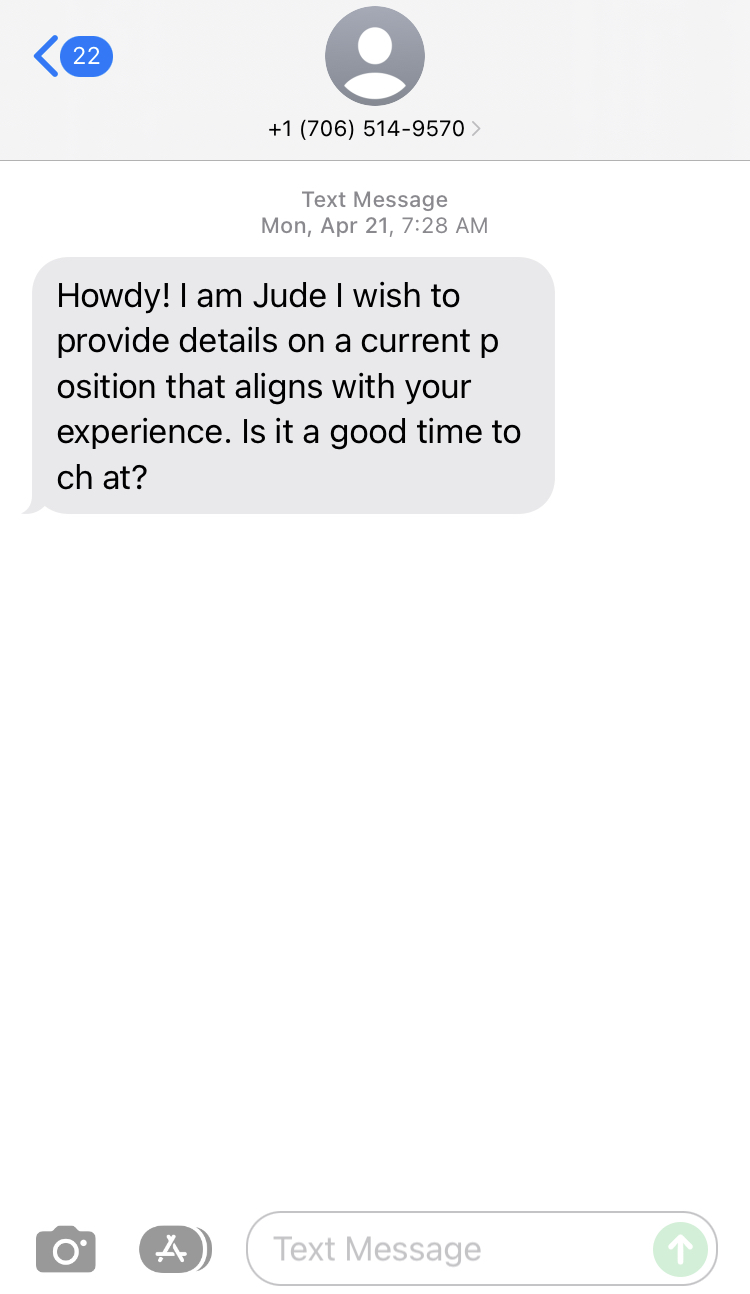 22
+1 (706) 514-9570
Text Message
Mon, Apr 21, 7:28 AM
Howdy! I am Jude I wish to
provide details on a current p
osition that aligns with your
experience. Is it a good time to
ch at?
Text Message